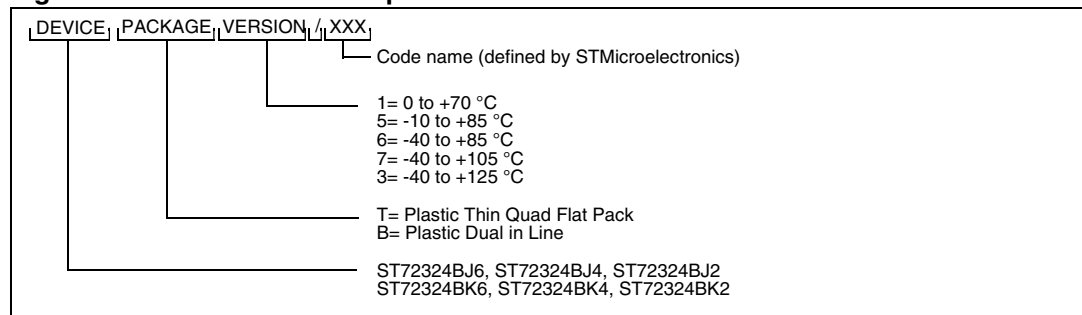 DEVICE PACKAGE VERSION / XXX
Code name (defined by STMicroelectronics)
1= 0 to +70 °C
5= -10 to +85 °C
6= -40 to +85 °C
7= -40 to +105 °C
3= -40 to +125 °C
T= Plastic Thin Quad Flat Pack
B= Plastic Dual in Line
ST72324BJ6, ST72324BJ4, ST72324BJ2
ST72324BK6, ST72324BK4, ST72324BK2